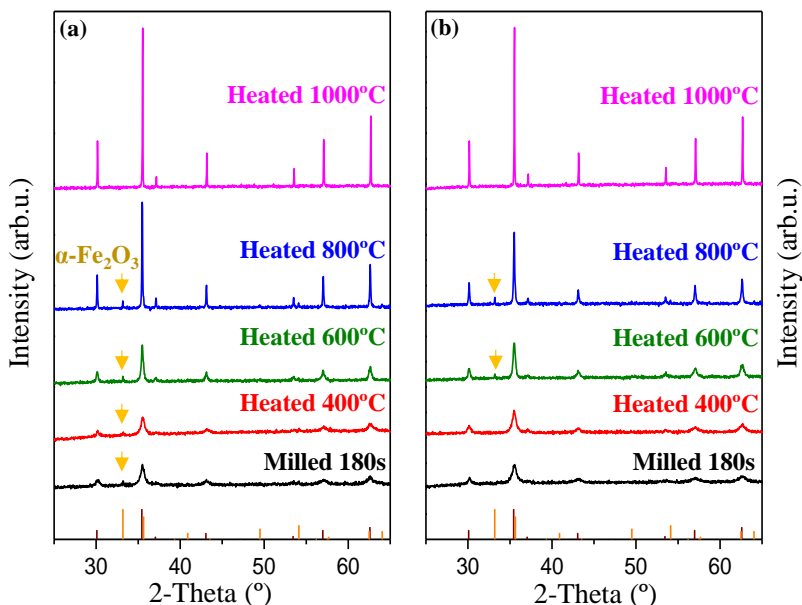 (a)
Heated 1000ºC
α-Fe₂O₃
Heated 800ºC
Heated 600ºC
Heated 400ºC
Milled 180s
Intensity (arb.u.)
30 40 50 60
2-Theta (º)
(b)
Heated 1000ºC
Heated 800ºC
Heated 600ºC
Heated 400ºC
Milled 180s
Intensity (arb.u.)
30 40 50 60
2-Theta (º)